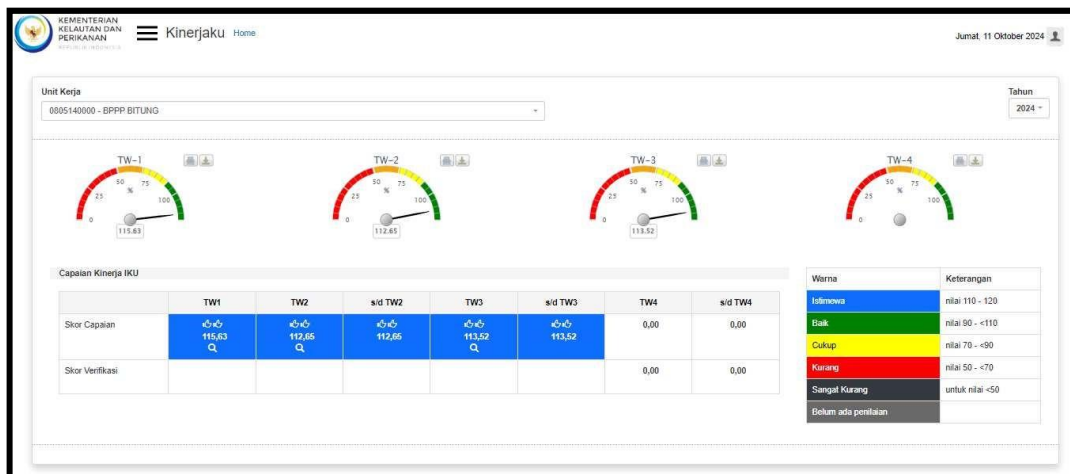 KEMENTERIAN
KELAUTAN DAN
PERIKANAN
REPUBLIK INDONESIA
Kinerjaku Home
Jumat, 11 Oktober 2024
Unit Kerja
Tahun
0805140000 - BPPP BITUNG
2024
TW-1
0 25 50 75 100
%
115.63
TW-2
0 25 50 75 100
%
112.65
TW-3
0 25 50 75 100
%
113.52
TW-4
0 25 50 75 100
%
Capaian Kinerja IKU
TW1 TW2 s/d TW2 TW3 s/d TW3 TW4 s/d TW4
Skor Capaian 115,63 112,65 112,65 113,52 113,52 0,00 0,00
Skor Verifikasi 0,00 0,00
Warna Keterangan
Istimewa nilai 110 - 120
Baik nilai 90 - <110
Cukup nilai 70 - <90
Kurang nilai 50 - <70
Sangat Kurang untuk nilai <50
Belum ada penilaian